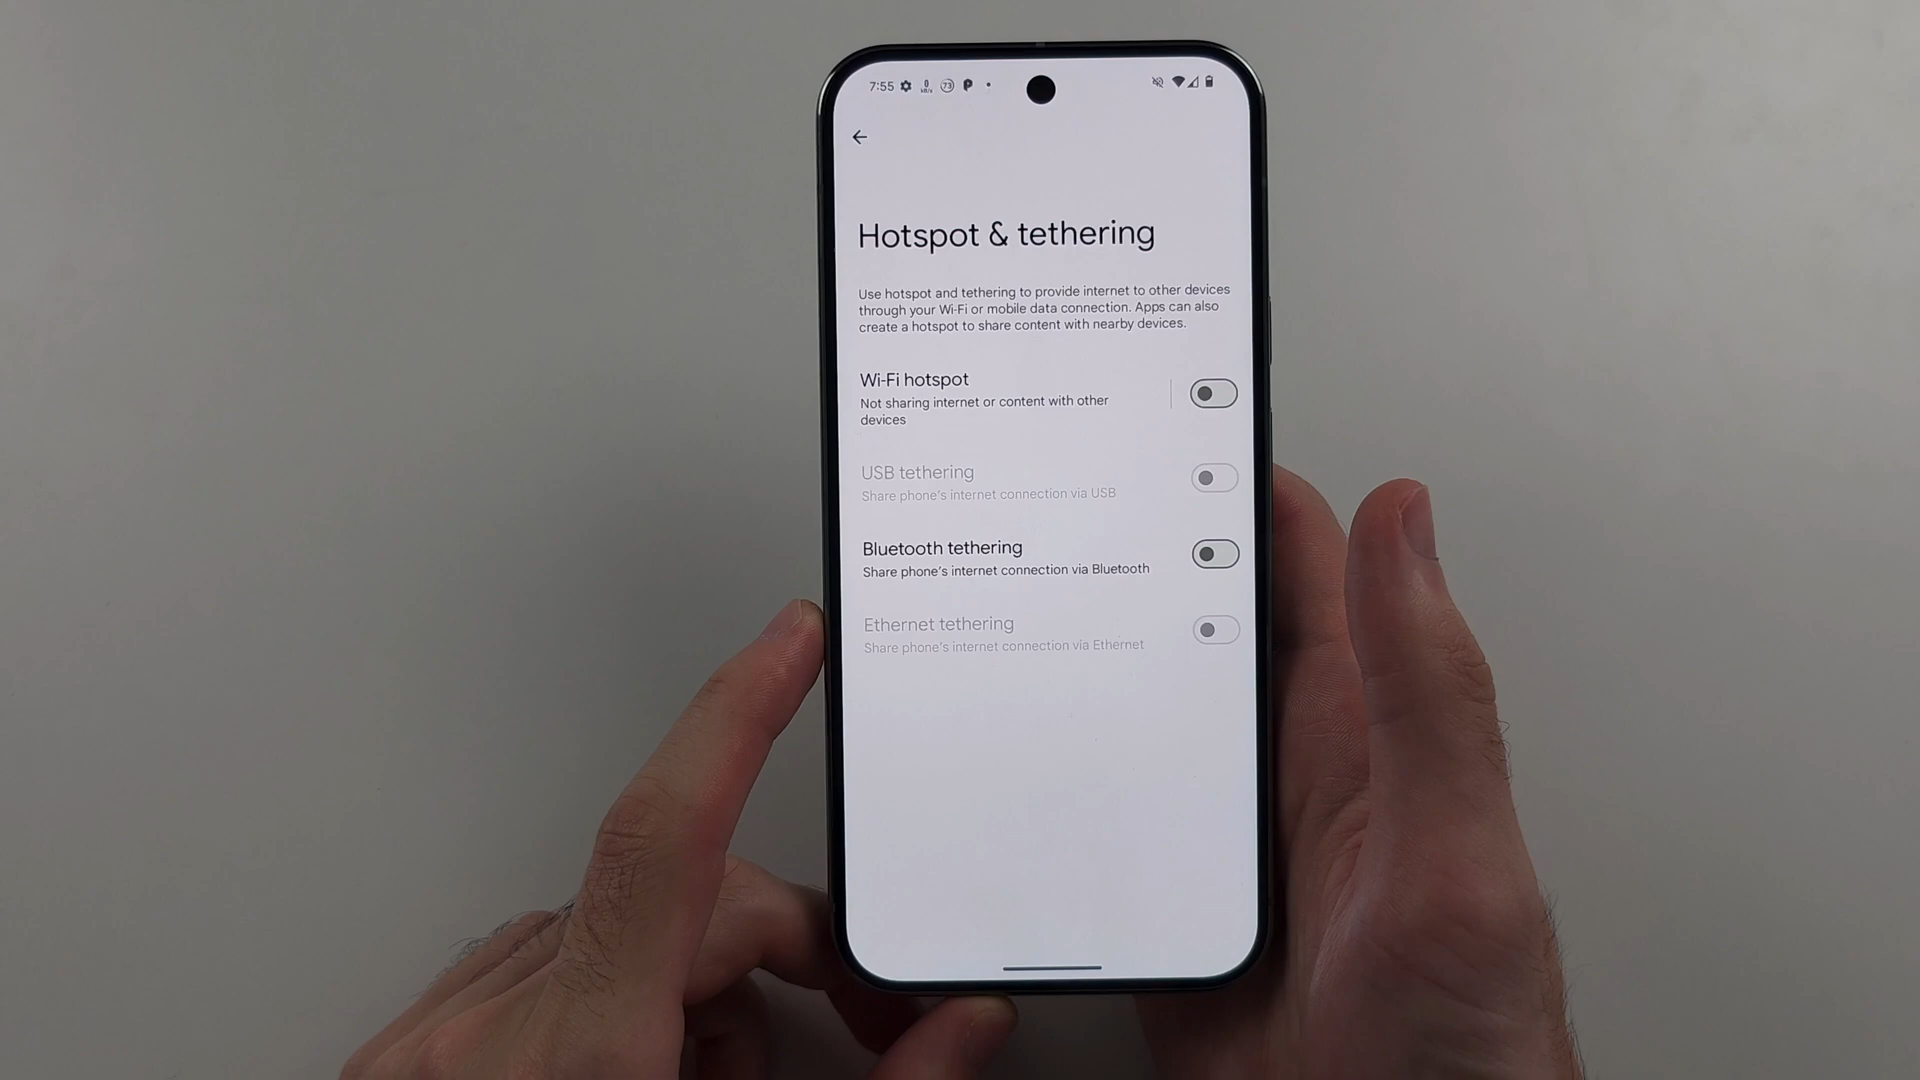 7:55
73
Hotspot & tethering
Use hotspot and tethering to provide internet to other devices
through your Wi-Fi or mobile data connection. Apps can also
create a hotspot to share content with nearby devices.
Wi-Fi hotspot
Not sharing internet or content with other
devices
USB tethering
Share phone's internet connection via USB
Bluetooth tethering
Share phone's internet connection via Bluetooth
Ethernet tethering
Share phone's internet connection via Ethernet